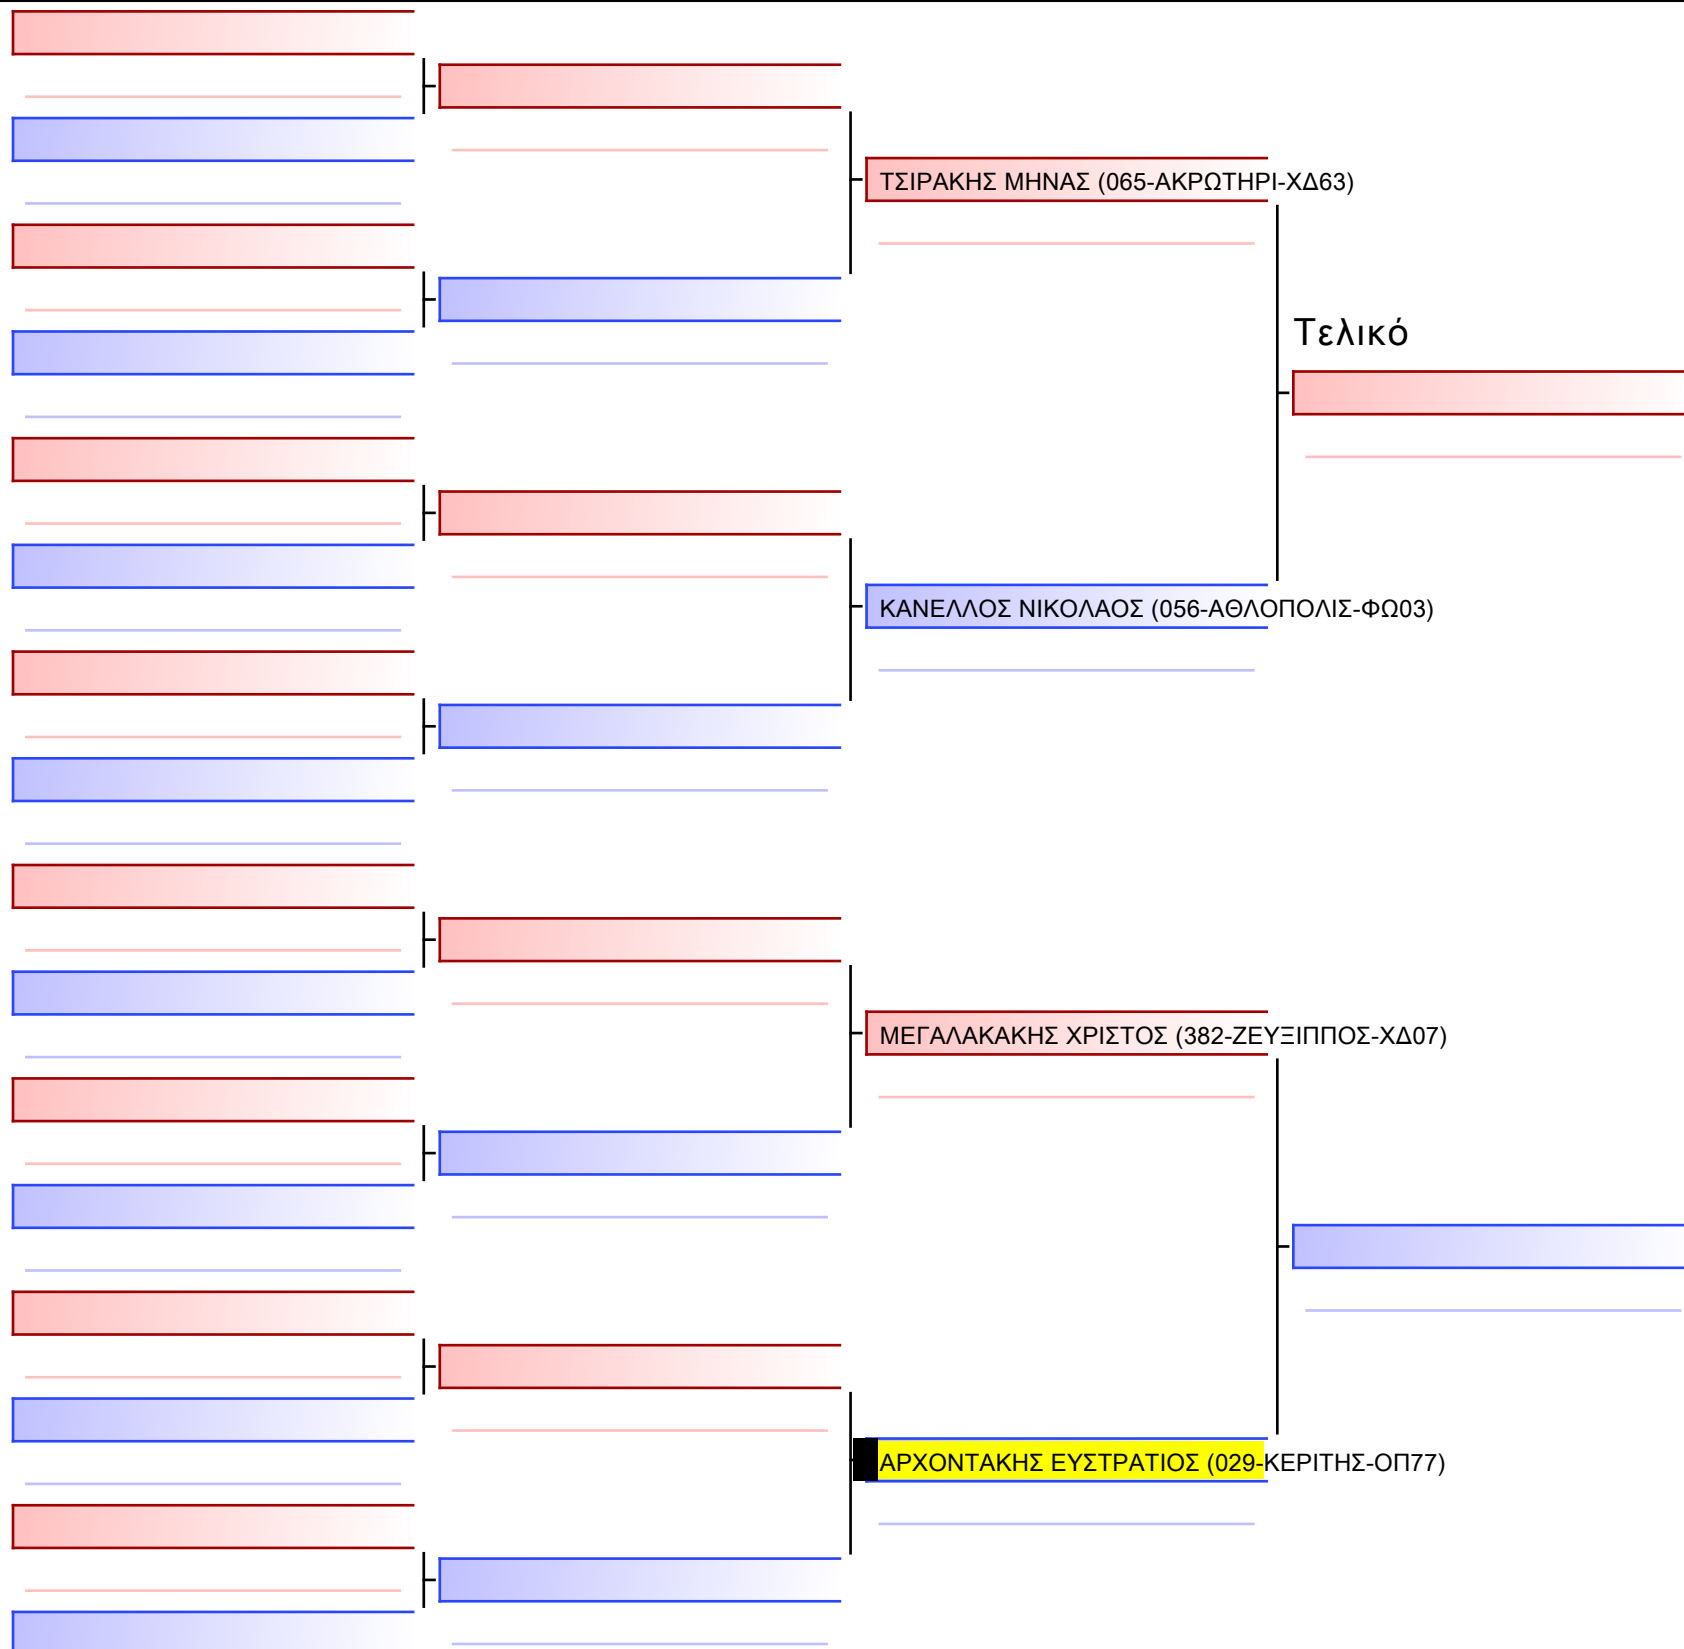 ΤΣΙΡΑΚΗΣ ΜΗΝΑΣ (065-ΑΚΡΩΤΗΡΙ-ΧΔ63)
Τελικό
ΚΑΝΕΛΛΟΣ ΝΙΚΟΛΑΟΣ (056-ΑΘΛΟΠΟΛΙΣ-ΦΩ03)
ΜΕΓΑΛΑΚΑΚΗΣ ΧΡΙΣΤΟΣ (382-ΖΕΥΞΙΠΠΟΣ-ΧΔ07)
ΑΡΧΟΝΤΑΚΗΣ ΕΥΣΤΡΑΤΙΟΣ (029-ΚΕΡΙΤΗΣ-ΟΠ77)